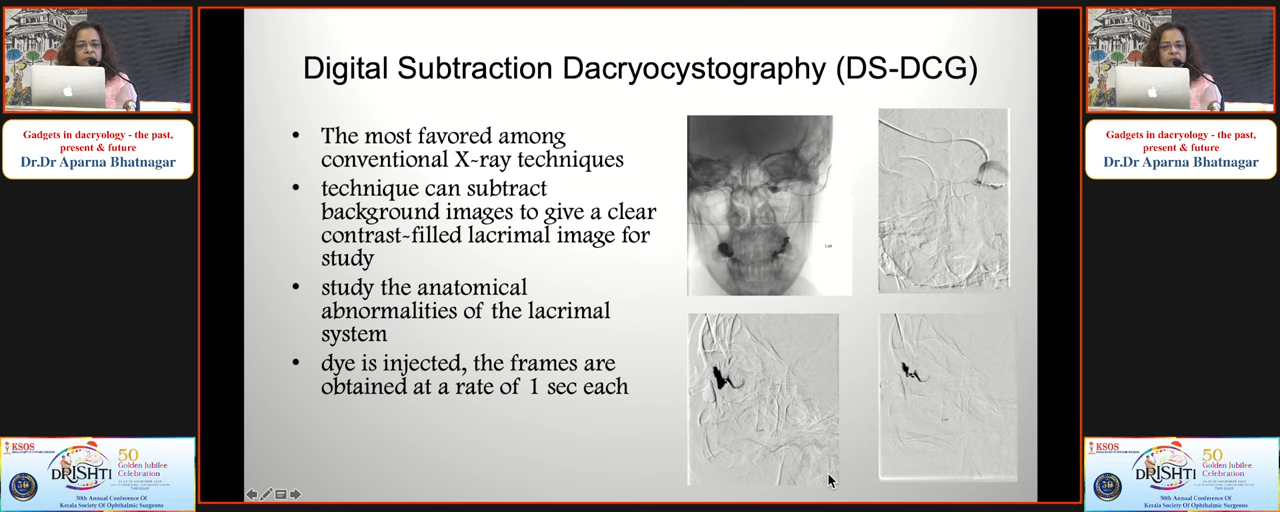 Digital Subtraction Dacryocystography (DS-DCG)
• The most favored among
conventional X-ray techniques
• technique can subtract
background images to give a clear
contrast-filled lacrimal image for
study
• study the anatomical
abnormalities of the lacrimal
system
• dye is injected, the frames are
obtained at a rate of 1 sec each
Gadgets in dacryology - the past,
present & future
Dr.Dr Aparna Bhatnagar
KSOS
DRISHTI
50
Golden Jubilee
Celebration
50th Annual Conference Of
Kerala Society Of Ophthalmic Surgeons
Gadgets in dacryology - the past,
present & future
Dr.Dr Aparna Bhatnagar
KSOS
DRISHTI
50
Golden Jubilee
Celebration
50th Annual Conference Of
Kerala Society Of Ophthalmic Surgeons